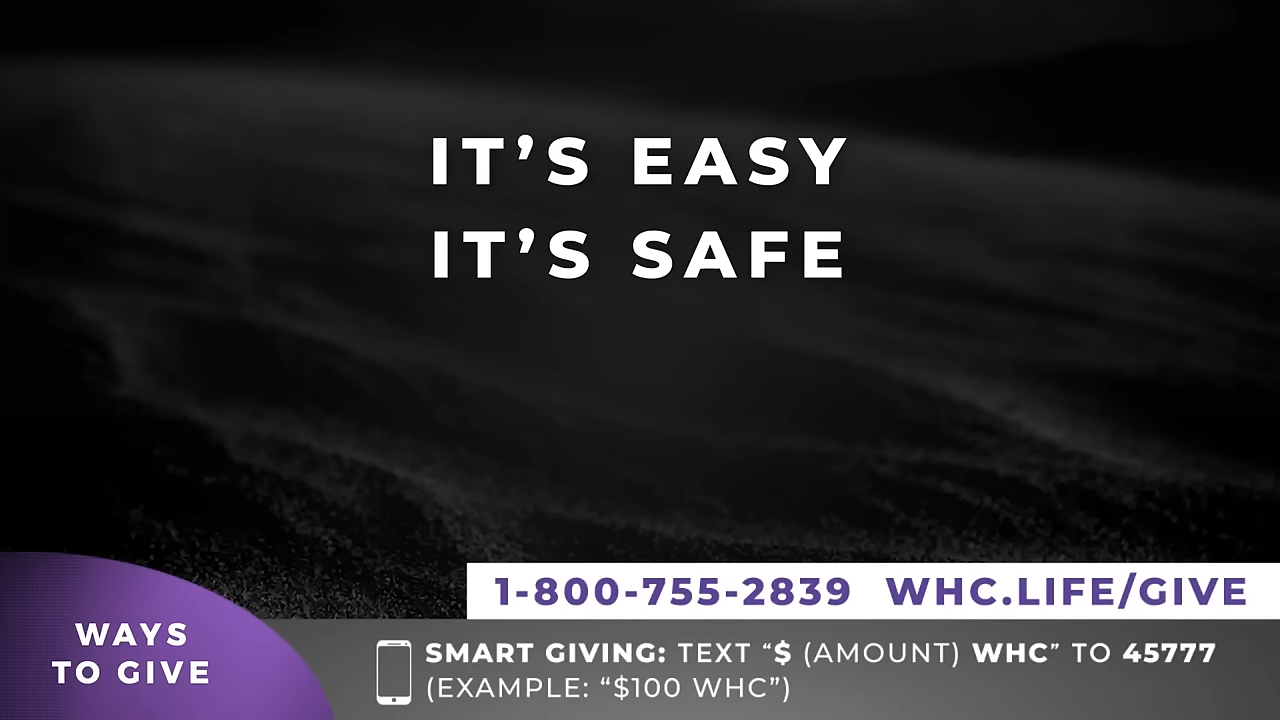 IT’S EASY
IT’S SAFE
1-800-755-2839 WHC.LIFE/GIVE
WAYS
TO GIVE
SMART GIVING: TEXT “$ (AMOUNT) WHC” TO 45777
(EXAMPLE: “$100 WHC”)